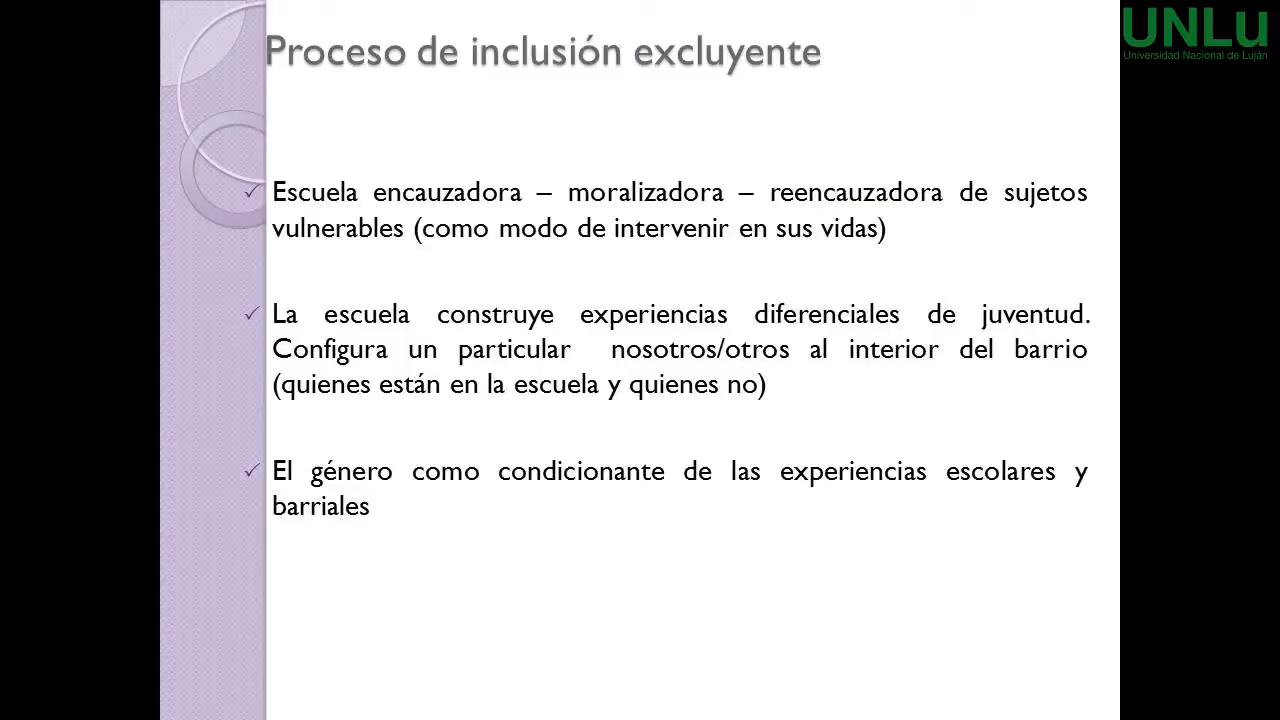 Proceso de inclusión excluyente
UNLu
Universidad Nacional de Luján
✓ Escuela encauzadora – moralizadora – reencauzadora de sujetos
vulnerables (como modo de intervenir en sus vidas)
✓ La escuela construye experiencias diferenciales de juventud.
Configura un particular nosotros/otros al interior del barrio
(quienes están en la escuela y quienes no)
✓ El género como condicionante de las experiencias escolares y
barriales